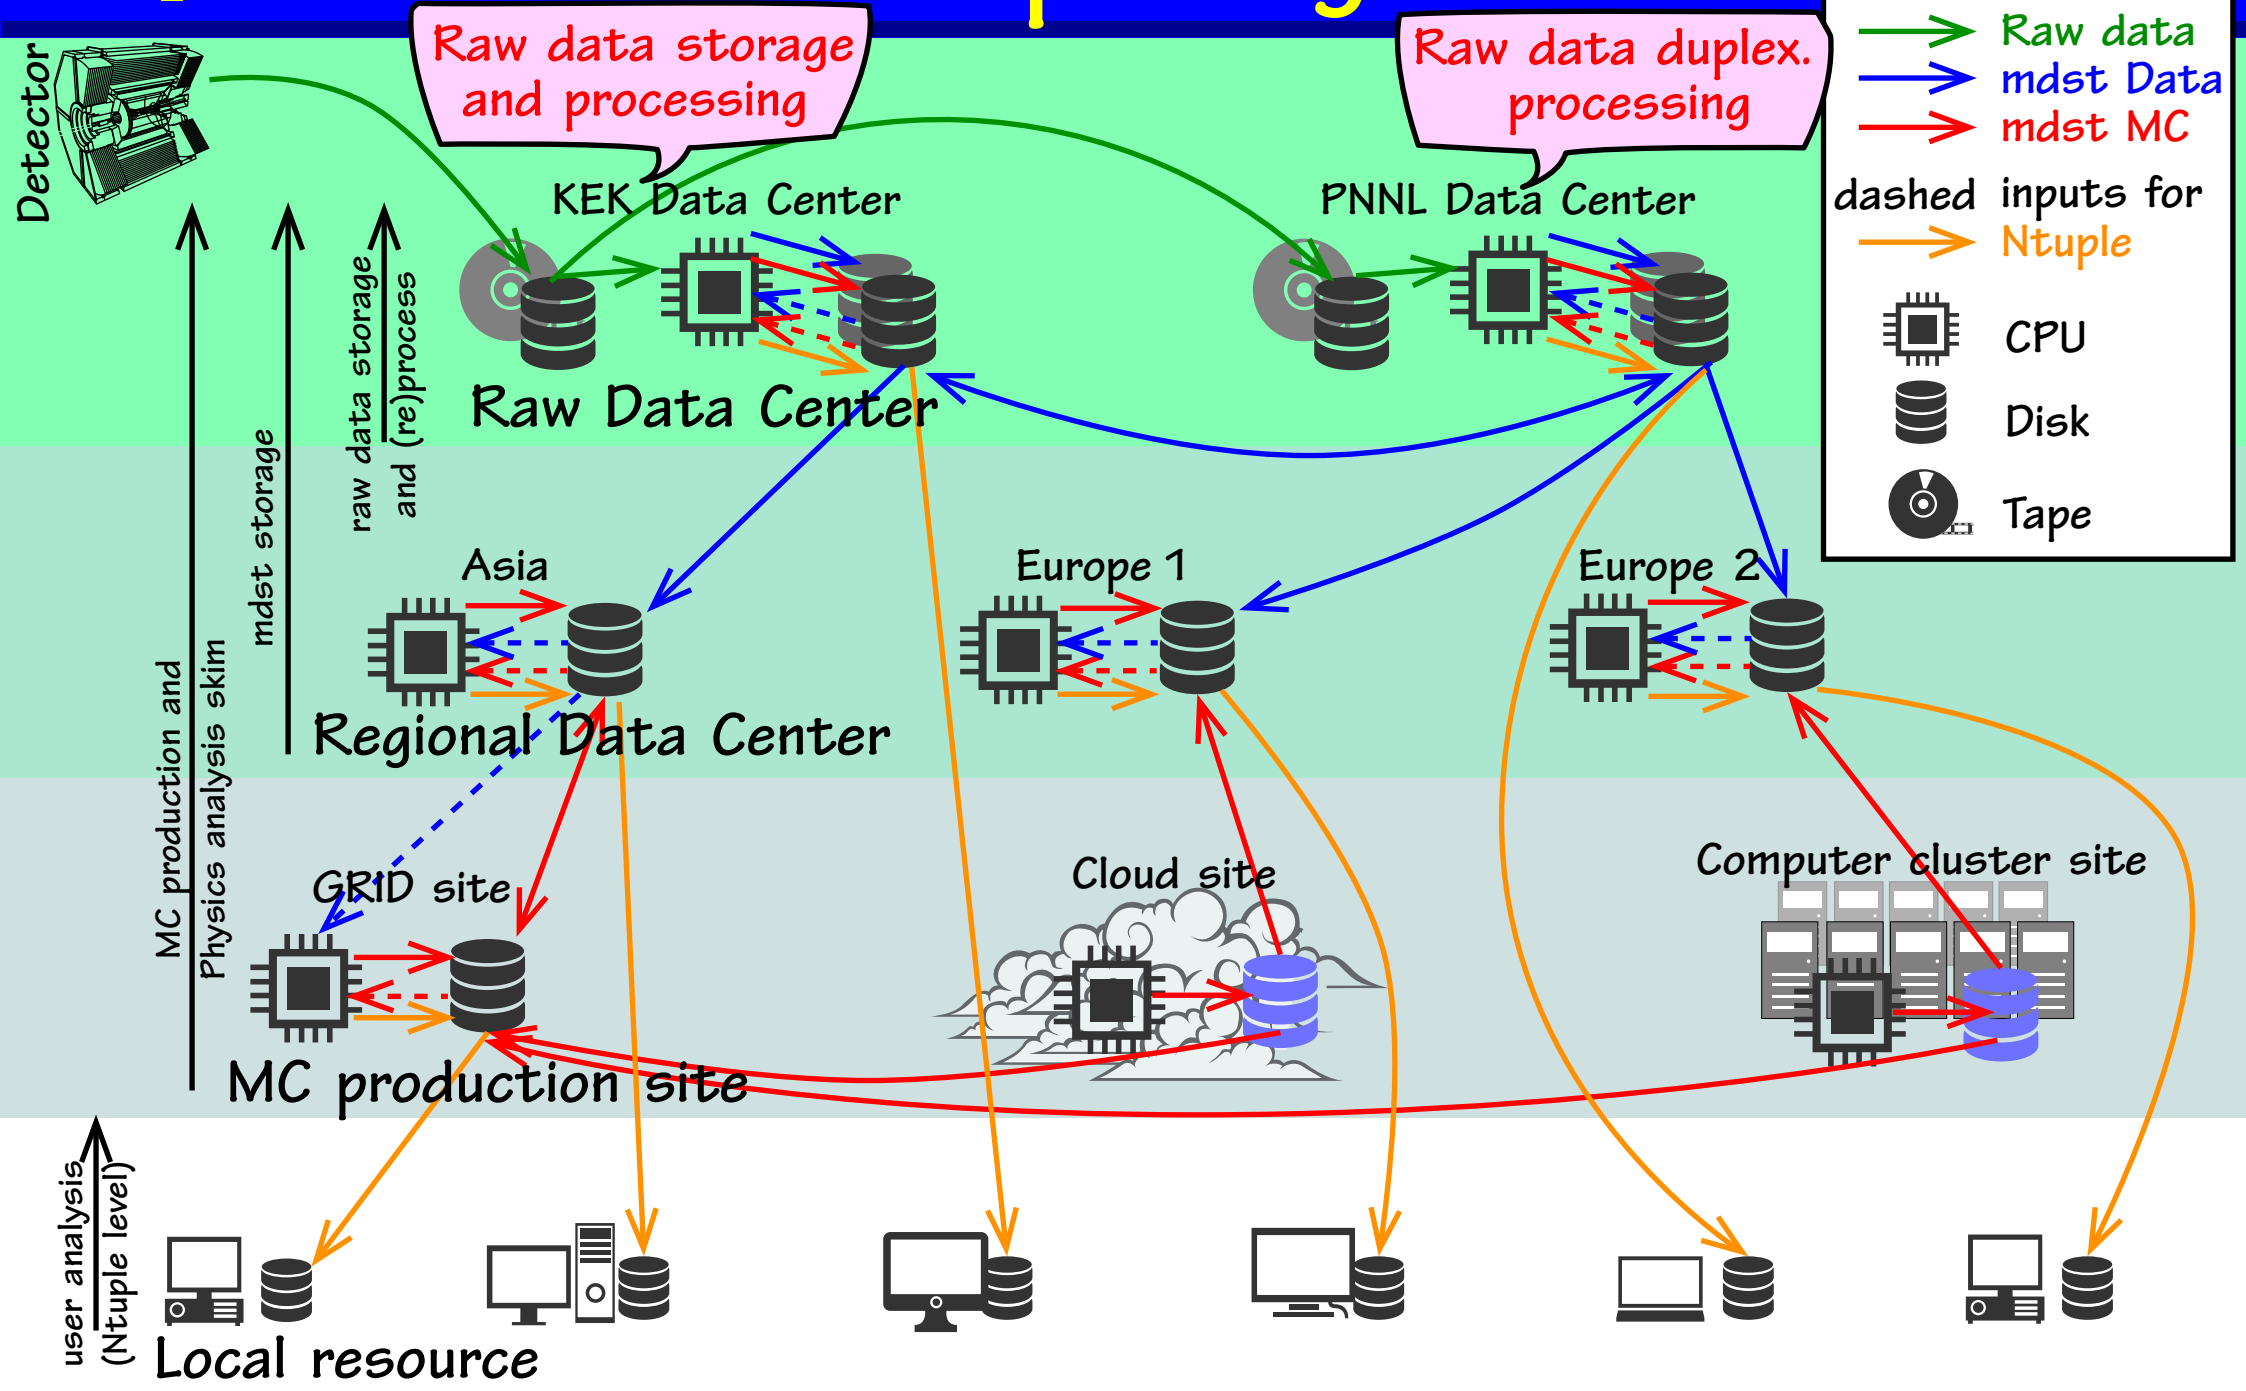 Raw data storage
and processing
Raw data duplex.
processing
Raw data
mdst Data
mdst MC
dashed inputs for
Ntuple
CPU
Disk
Tape
Detector
KEK Data Center
PNNL Data Center
Raw Data Center
raw data storage
and (re)process
mdst storage
MC production and
Physics analysis skim
Asia
Europe 1
Europe 2
Regional Data Center
GRID site
Cloud site
Computer cluster site
MC production site
user analysis
(Ntuple level)
Local resource